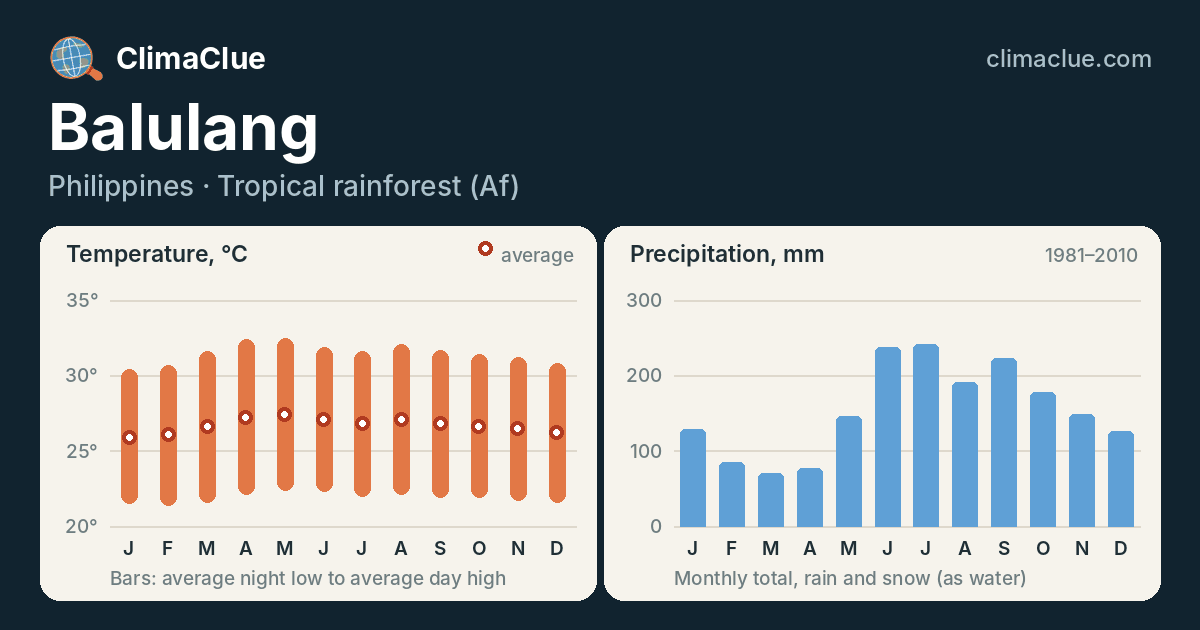 ClimaClue
climaclue.com
Balulang
Philippines · Tropical rainforest (Af)
Temperature, °C
average
35°
30°
25°
20°
J F M A M J J A S O N D
Bars: average night low to average day high
Precipitation, mm
1981–2010
300
200
100
0
J F M A M J J A S O N D
Monthly total, rain and snow (as water)